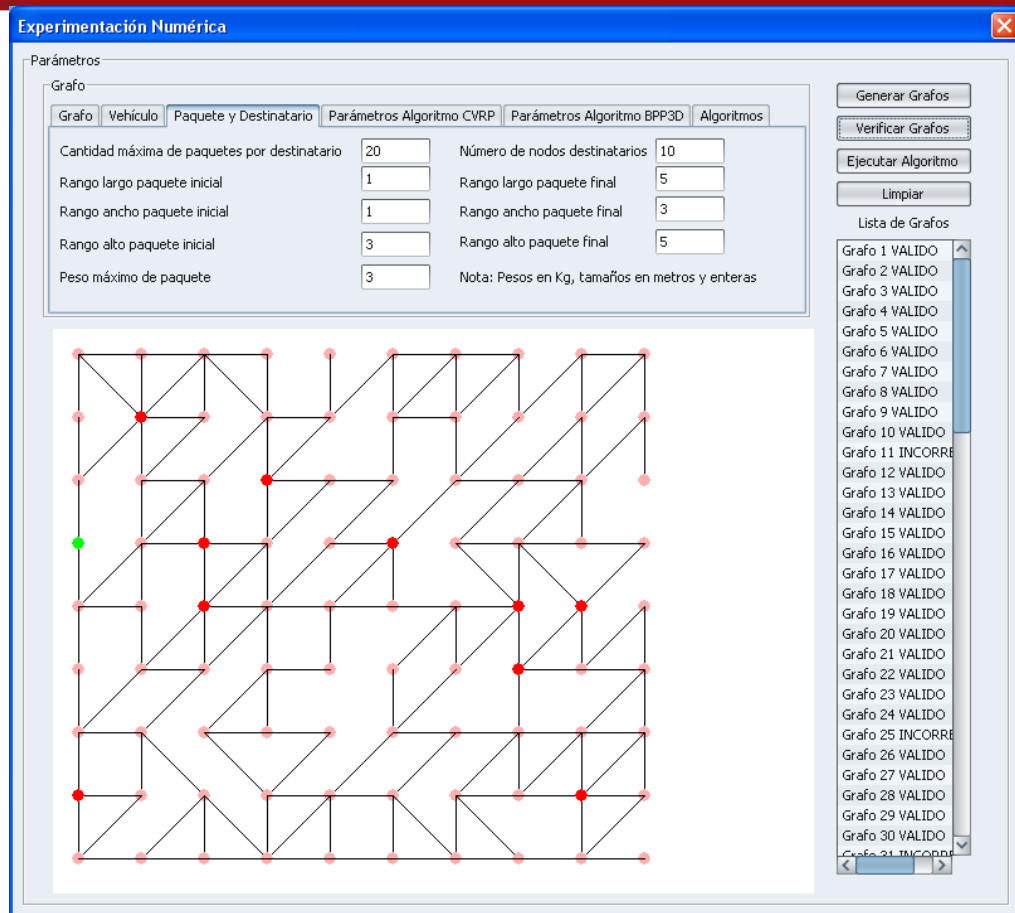 Experimentación Numérica
Parámetros
Grafo
Grafo Vehículo Paquete y Destinatario Parámetros Algoritmo CVRP Parámetros Algoritmo BPP3D Algoritmos
Cantidad máxima de paquetes por destinatario 20 Número de nodos destinatarios 10
Rango largo paquete inicial 1 Rango largo paquete final 5
Rango ancho paquete inicial 1 Rango ancho paquete final 3
Rango alto paquete inicial 3 Rango alto paquete final 5
Peso máximo de paquete 3 Nota: Pesos en Kg, tamaños en metros y enteras
Generar Grafos
Verificar Grafos
Ejecutar Algoritmo
Limpiar
Lista de Grafos
Grafo 1 VALIDO
Grafo 2 VALIDO
Grafo 3 VALIDO
Grafo 4 VALIDO
Grafo 5 VALIDO
Grafo 6 VALIDO
Grafo 7 VALIDO
Grafo 8 VALIDO
Grafo 9 VALIDO
Grafo 10 VALIDO
Grafo 11 INCORRE
Grafo 12 VALIDO
Grafo 13 VALIDO
Grafo 14 VALIDO
Grafo 15 VALIDO
Grafo 16 VALIDO
Grafo 17 VALIDO
Grafo 18 VALIDO
Grafo 19 VALIDO
Grafo 20 VALIDO
Grafo 21 VALIDO
Grafo 22 VALIDO
Grafo 23 VALIDO
Grafo 24 VALIDO
Grafo 25 INCORRE
Grafo 26 VALIDO
Grafo 27 VALIDO
Grafo 28 VALIDO
Grafo 29 VALIDO
Grafo 30 VALIDO
Grafo 31 INCORRE